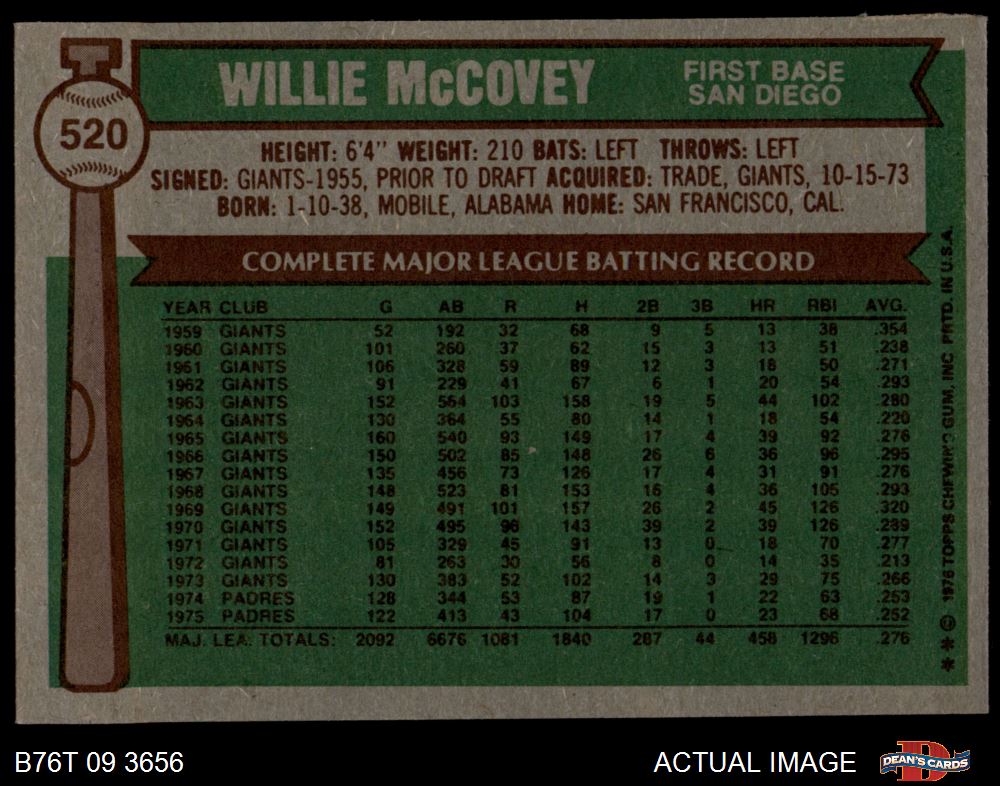 520
WILLIE McCOVEY
FIRST BASE
SAN DIEGO
HEIGHT: 6'4" WEIGHT: 210 BATS: LEFT THROWS: LEFT
SIGNED: GIANTS-1955, PRIOR TO DRAFT ACQUIRED: TRADE, GIANTS, 10-15-73
BORN: 1-10-38, MOBILE, ALABAMA HOME: SAN FRANCISCO, CAL.
COMPLETE MAJOR LEAGUE BATTING RECORD
YEAR CLUB G AB R H 2B 3B HR RBI AVG.
1959 GIANTS 52 192 32 68 9 5 13 38 .354
1960 GIANTS 101 260 37 62 15 3 13 51 .238
1961 GIANTS 106 328 59 89 12 3 18 50 .271
1962 GIANTS 91 229 41 67 6 1 20 54 .293
1963 GIANTS 152 564 103 158 19 5 44 102 .280
1964 GIANTS 130 364 55 80 14 1 18 54 .220
1965 GIANTS 160 540 93 149 17 4 39 92 .276
1966 GIANTS 150 502 85 148 26 6 36 96 .295
1967 GIANTS 135 456 73 126 17 4 31 91 .276
1968 GIANTS 148 523 81 153 16 4 36 105 .293
1969 GIANTS 149 491 101 157 26 2 45 126 .320
1970 GIANTS 152 495 98 143 39 2 39 126 .289
1971 GIANTS 105 329 45 91 13 0 18 70 .277
1972 GIANTS 81 263 30 56 8 0 14 35 .213
1973 GIANTS 130 383 52 102 14 3 29 75 .266
1974 PADRES 128 344 53 87 19 1 22 63 .253
1975 PADRES 122 413 43 104 17 0 23 68 .252
MAJ. LEA. TOTALS: 2092 6676 1081 1840 287 44 458 1296 .276
** © 1976 TOPPS CHEWING GUM, INC PRTD. IN U.S.A.
B76T 09 3656
ACTUAL IMAGE
D
DEAN'S CARDS